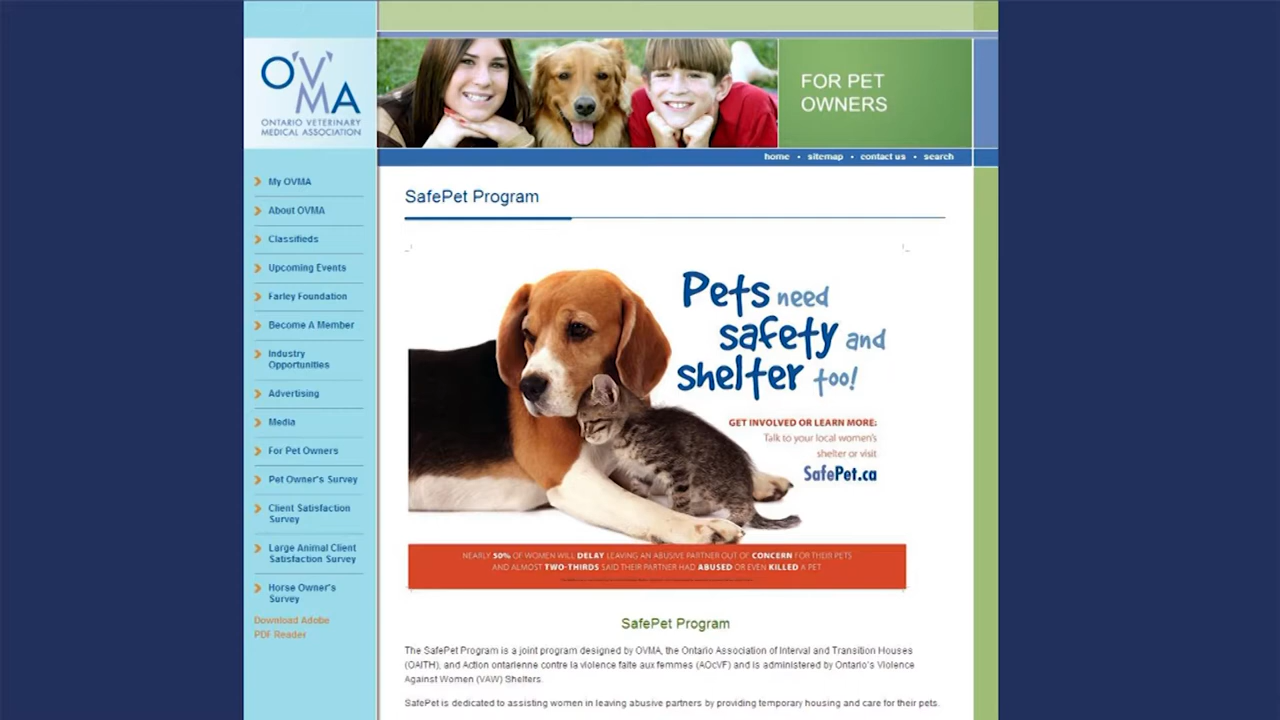 OVMA
ONTARIO VETERINARY
MEDICAL ASSOCIATION
FOR PET
OWNERS
home • sitemap • contact us • search
My OVMA
About OVMA
Classifieds
Upcoming Events
Farley Foundation
Become A Member
Industry
Opportunities
Advertising
Media
For Pet Owners
Pet Owner's Survey
Client Satisfaction
Survey
Large Animal Client
Satisfaction Survey
Horse Owner's
Survey
Download Adobe
PDF Reader
SafePet Program
Pets need
safety and
shelter too!
GET INVOLVED OR LEARN MORE:
Talk to your local women's
shelter or visit
SafePet.ca
NEARLY 50% OF WOMEN WILL DELAY LEAVING AN ABUSIVE PARTNER OUT OF CONCERN FOR THEIR PETS
AND ALMOST TWO-THIRDS SAID THEIR PARTNER HAD ABUSED OR EVEN KILLED A PET
SafePet Program
The SafePet Program is a joint program designed by OVMA, the Ontario Association of Interval and Transition Houses
(OAITH), and Action ontarienne contre la violence faite aux femmes (AOcVF) and is administered by Ontario's Violence
Against Women (VAW) Shelters.
SafePet is dedicated to assisting women in leaving abusive partners by providing temporary housing and care for their pets.